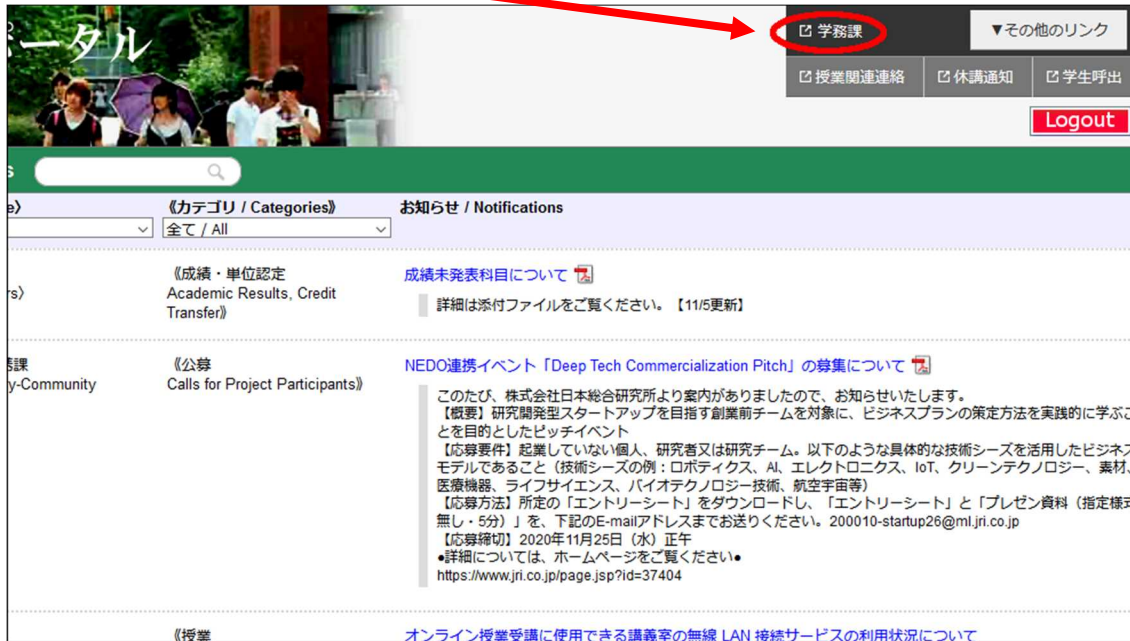 ータル
学務課
▼その他のリンク
授業関連連絡
休講通知
学生呼出
Logout
s
e》
《カテゴリ / Categories》
お知らせ / Notifications
全て / All
rs》
《成績・単位認定
Academic Results, Credit
Transfer》
成績未発表科目について
詳細は添付ファイルをご覧ください。【11/5更新】
務課
y-Community
《公募
Calls for Project Participants》
NEDO連携イベント「Deep Tech Commercialization Pitch」の募集について
このたび、株式会社日本総合研究所より案内がありましたので、お知らせいたします。
【概要】研究開発型スタートアップを目指す創業前チームを対象に、ビジネスプランの策定方法を実践的に学ぶこ
とを目的としたピッチイベント
【応募要件】起業していない個人、研究者又は研究チーム。以下のような具体的な技術シーズを活用したビジネス
モデルであること（技術シーズの例：ロボティクス、AI、エレクトロニクス、IoT、クリーンテクノロジー、素材、
医療機器、ライフサイエンス、バイオテクノロジー技術、航空宇宙等）
【応募方法】所定の「エントリーシート」をダウンロードし、「エントリーシート」と「プレゼン資料（指定様式
無し・5分）」を、下記のE-mailアドレスまでお送りください。200010-startup26@ml.jri.co.jp
【応募締切】2020年11月25日（水）正午
●詳細については、ホームページをご覧ください●
https://www.jri.co.jp/page.jsp?id=37404
《授業
オンライン授業受講に使用できる講義室の無線 LAN 接続サービスの利用状況について